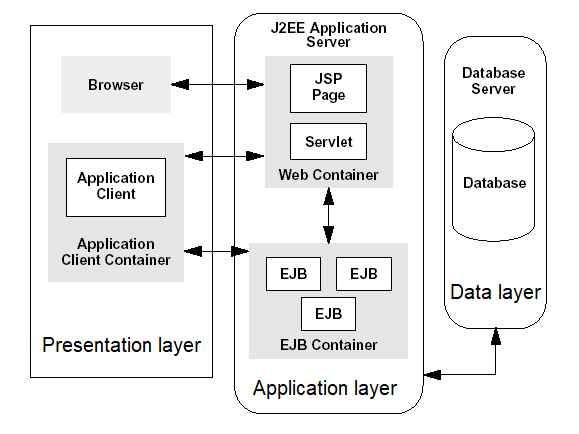 Browser
Application
Client
Application
Client Container
Presentation layer
J2EE Application
Server
JSP
Page
Servlet
Web Container
EJB
EJB
EJB
EJB Container
Application layer
Database
Server
Database
Data layer